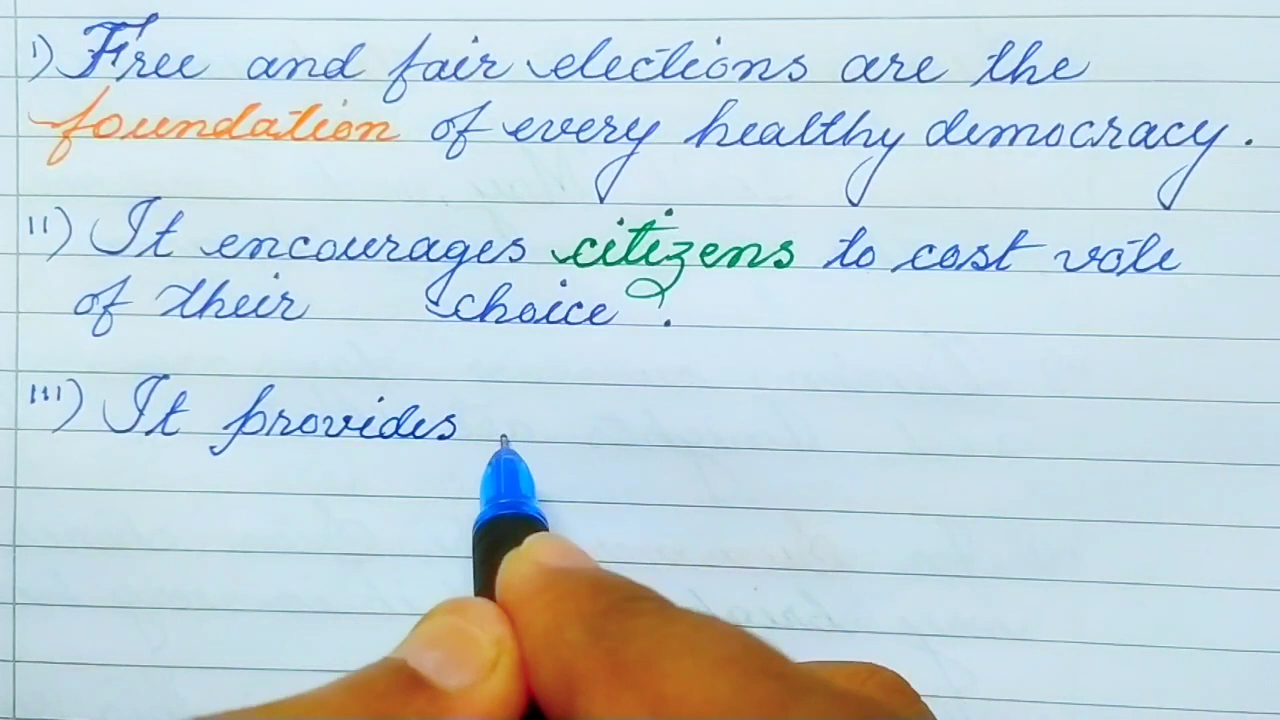 i) Free and fair elections are the
foundation of every healthy democracy.
ii) It encourages citizens to cast vote
of their choice.
iii) It provides